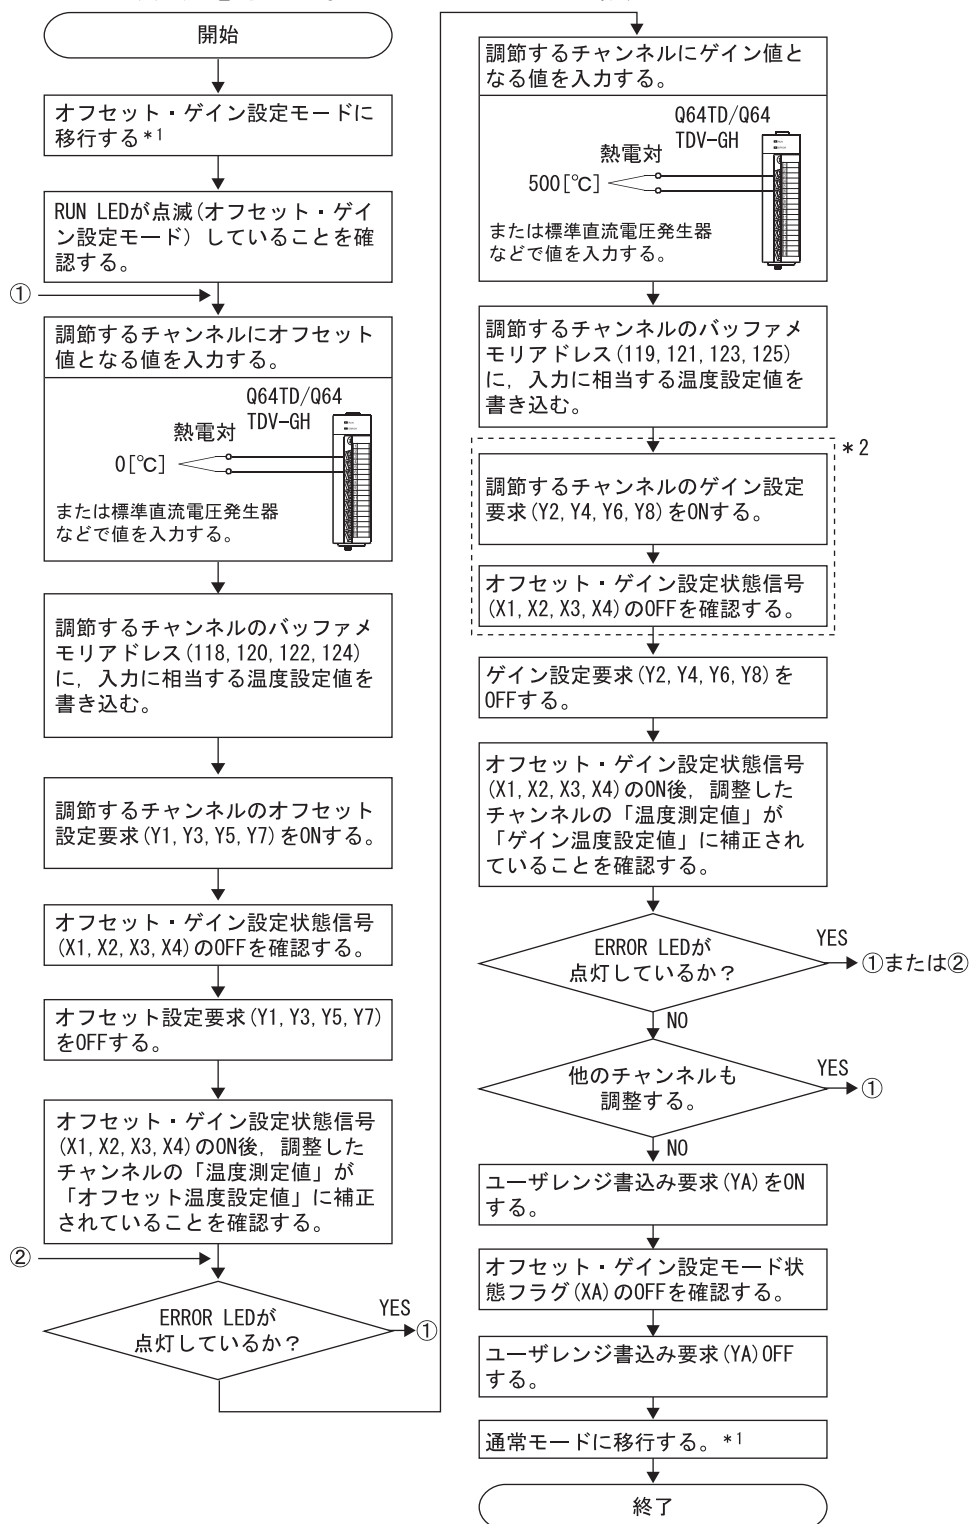 開始
オフセット・ゲイン設定モードに
移行する*1
RUN LEDが点滅(オフセット・ゲイ
ン設定モード) していることを確
認する。
①
調節するチャンネルにオフセット
値となる値を入力する。
Q64TD/Q64
TDV-GH
熱電対
0[℃]
または標準直流電圧発生器
などで値を入力する。
調節するチャンネルのバッファメ
モリアドレス(118,120,122,124)
に, 入力に相当する温度設定値を
書き込む。
調節するチャンネルのオフセット
設定要求(Y1,Y3,Y5,Y7)をONする。
オフセット・ゲイン設定状態信号
(X1,X2,X3,X4)のOFFを確認する。
オフセット設定要求(Y1,Y3,Y5,Y7)
をOFFする。
オフセット・ゲイン設定状態信号
(X1,X2,X3,X4)のON後, 調整した
チャンネルの「温度測定値」が
「オフセット温度設定値」に補正
されていることを確認する。
②
ERROR LEDが
点灯しているか？
YES
①
調節するチャンネルにゲイン値と
なる値を入力する。
Q64TD/Q64
TDV-GH
熱電対
500[℃]
または標準直流電圧発生器
などで値を入力する。
調節するチャンネルのバッファメ
モリアドレス(119,121,123,125)
に, 入力に相当する温度設定値を
書き込む。
*2
調節するチャンネルのゲイン設定
要求(Y2,Y4,Y6,Y8)をONする。
オフセット・ゲイン設定状態信号
(X1,X2,X3,X4)のOFFを確認する。
ゲイン設定要求(Y2,Y4,Y6,Y8)を
OFFする。
オフセット・ゲイン設定状態信号
(X1,X2,X3,X4)のON後, 調整した
チャンネルの「温度測定値」が
「ゲイン温度設定値」に補正され
ていることを確認する。
ERROR LEDが
点灯しているか？
YES
①または②
NO
他のチャンネルも
調整する。
YES
①
NO
ユーザレンジ書込み要求(YA)をON
する。
オフセット・ゲイン設定モード状
態フラグ(XA)のOFFを確認する。
ユーザレンジ書込み要求(YA)OFF
する。
通常モードに移行する。*1
終了